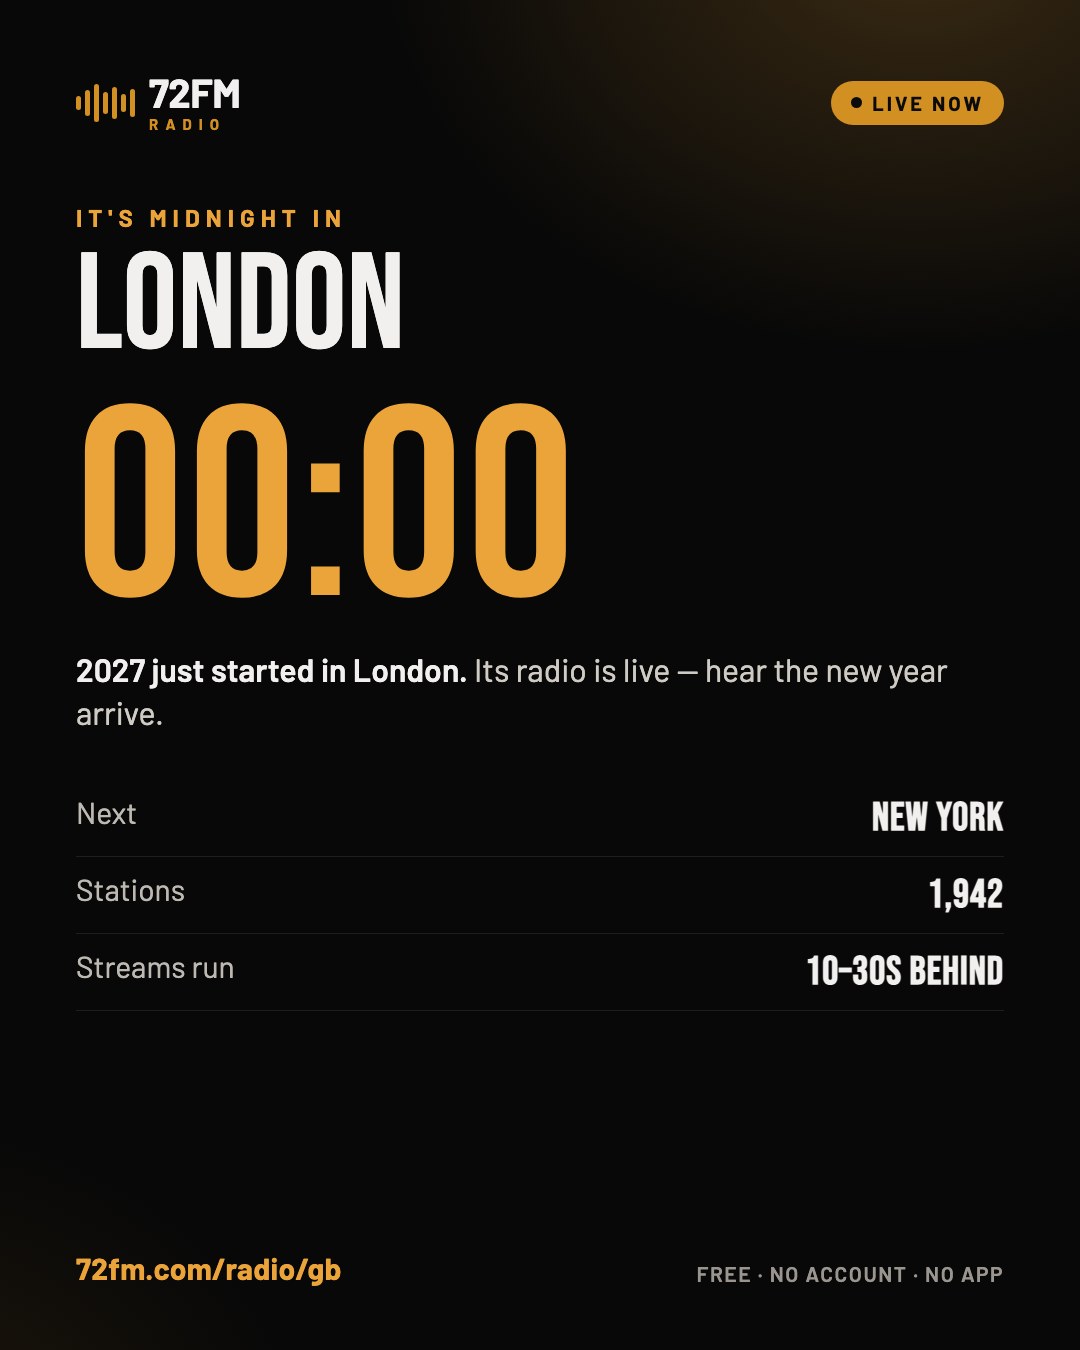 72FM
RADIO
LIVE NOW
IT'S MIDNIGHT IN
LONDON
00:00
2027 just started in London. Its radio is live — hear the new year
arrive.
Next
NEW YORK
Stations
1,942
Streams run
10–30S BEHIND
72fm.com/radio/gb
FREE · NO ACCOUNT · NO APP